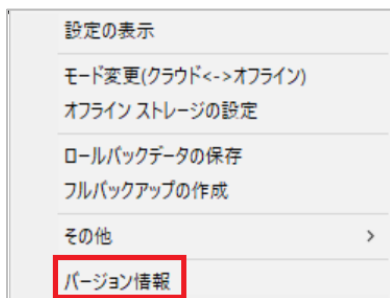 設定の表示
モード変更(クラウド<->オフライン)
オフライン ストレージの設定
ロールバックデータの保存
フルバックアップの作成
その他
バージョン情報